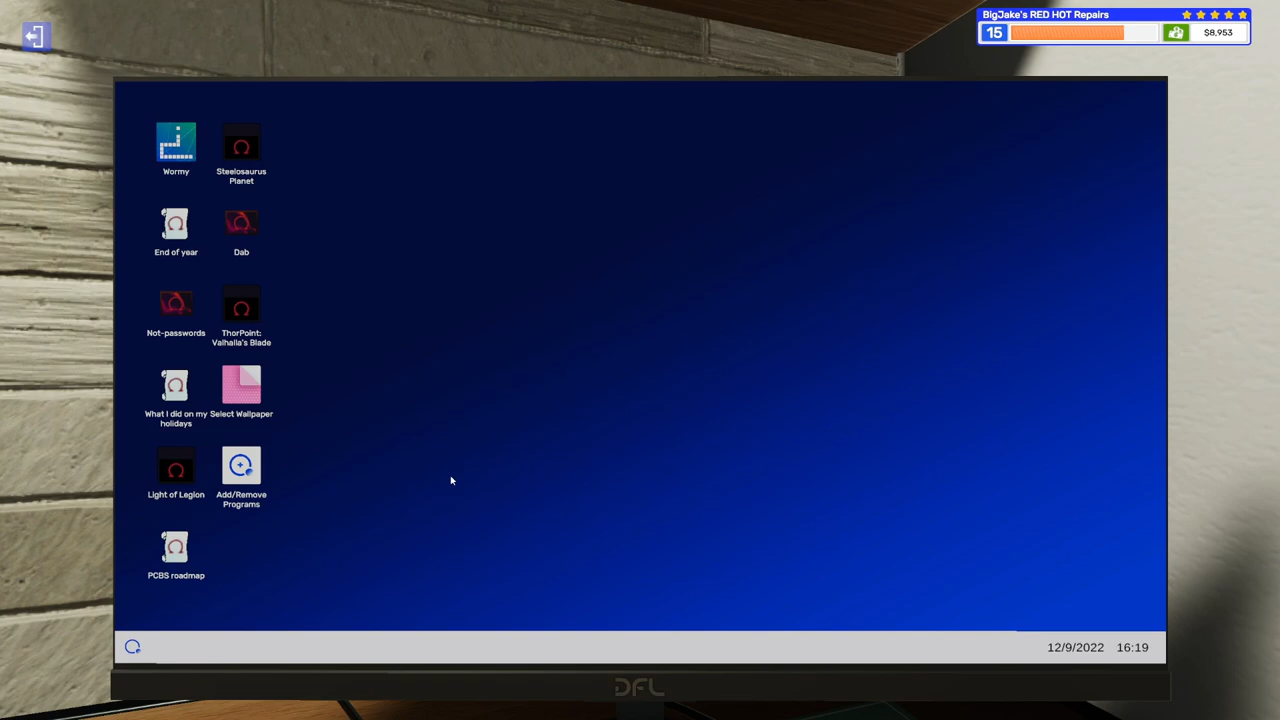 BigJake's RED HOT Repairs
15
$8,953
Wormy
Steelosaurus
Planet
End of year
Dab
Not-passwords
ThorPoint:
Valhalla's Blade
What I did on my
holidays
Select Wallpaper
Light of Legion
Add/Remove
Programs
PCBS roadmap
12/9/2022 16:19
DFL